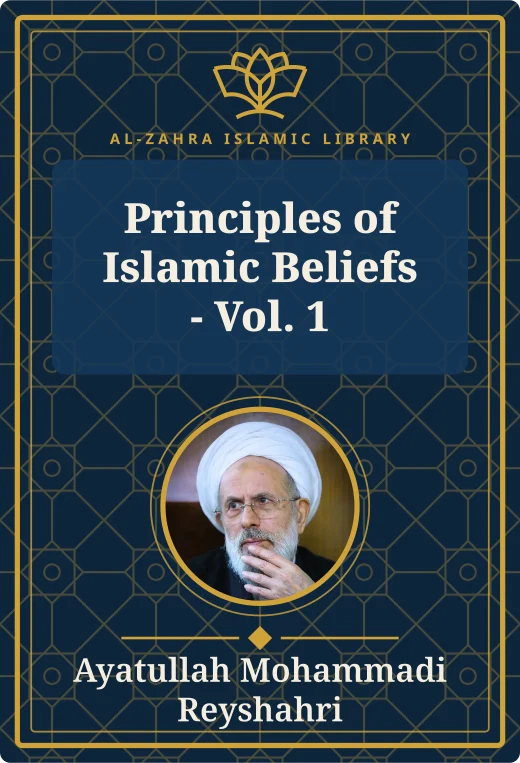 AL-ZAHRA ISLAMIC LIBRARY
Principles of
Islamic Beliefs
- Vol. 1
Ayatullah Mohammadi
Reyshahri